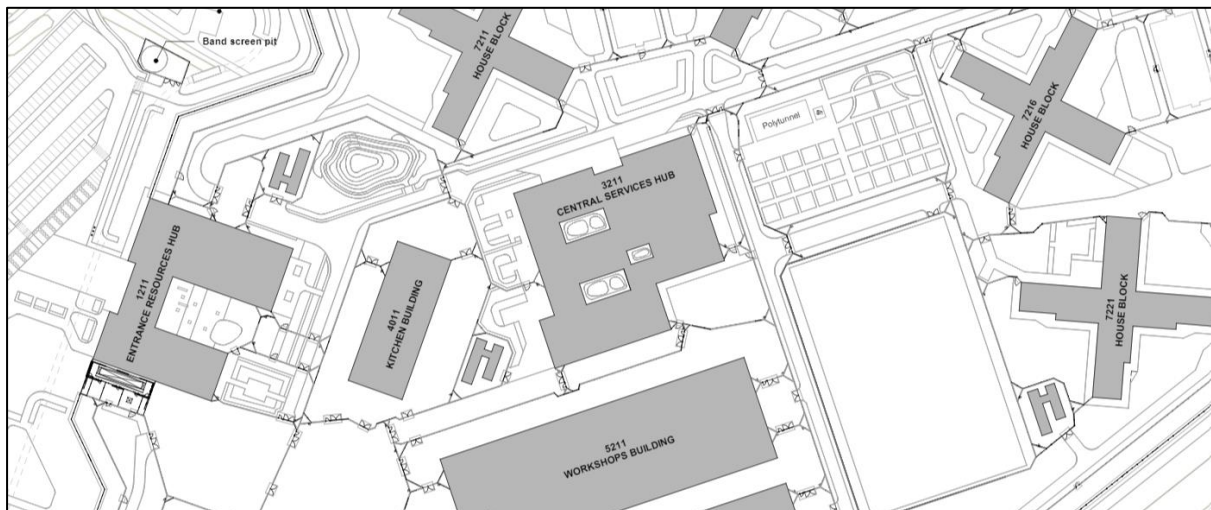 Band screen pit
7211
HOUSE BLOCK
Polytunnel
7216
HOUSE BLOCK
3211
CENTRAL SERVICES HUB
1211
ENTRANCE RESOURCES HUB
4011
KITCHEN BUILDING
7221
HOUSE BLOCK
5211
WORKSHOPS BUILDING